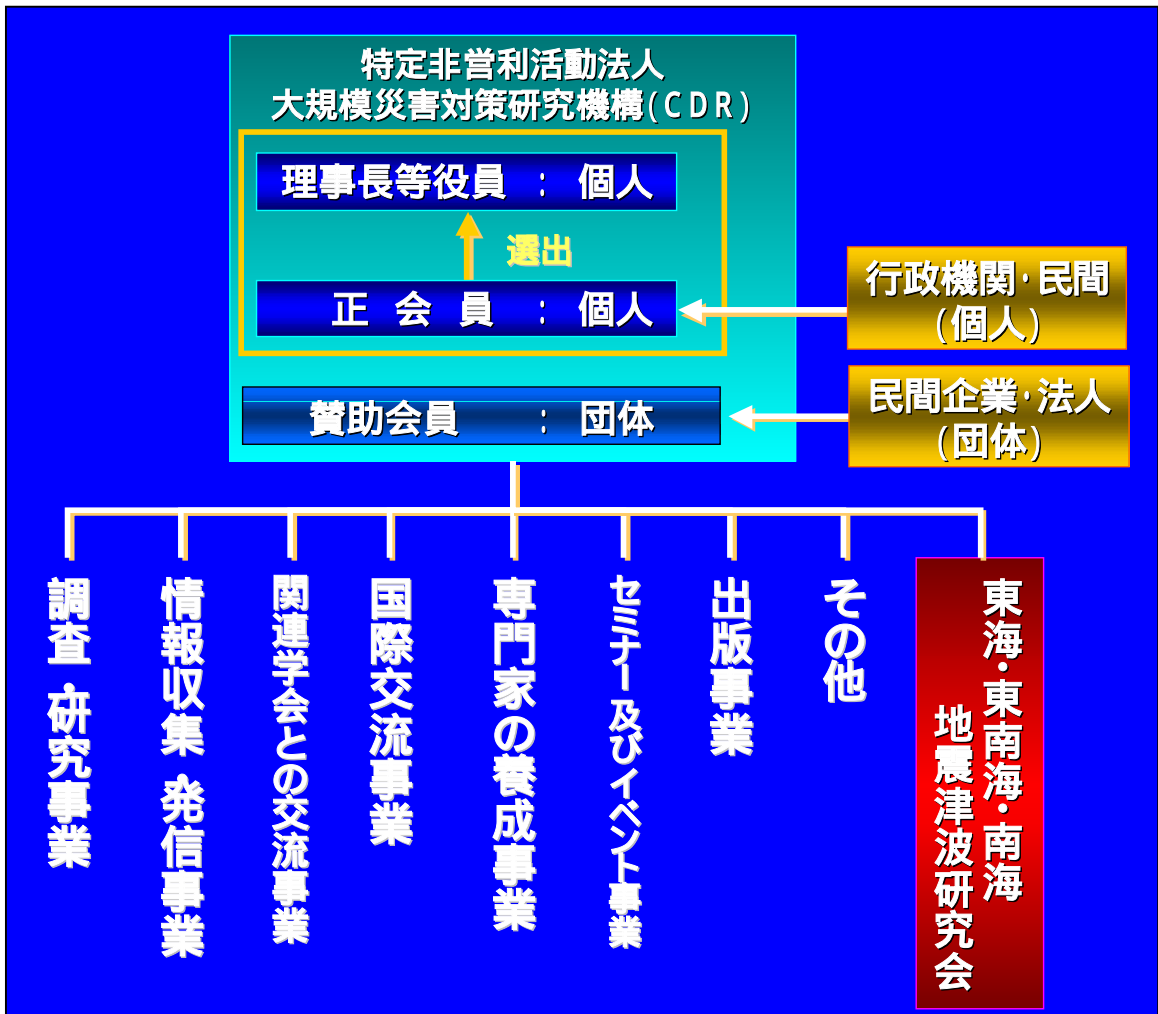 特定非営利活動法人
大規模災害対策研究機構(CDR)
理事長等役員 : 個人
選出
正 会 員 : 個人
行政機関・民間
(個人)
賛助会員 : 団体
民間企業・法人
(団体)
調査・研究事業
情報収集・発信事業
関連学会との交流事業
国際交流事業
専門家の養成事業
セミナー及びイベント事業
出版事業
その他
東海・東南海・南海
地震津波研究会